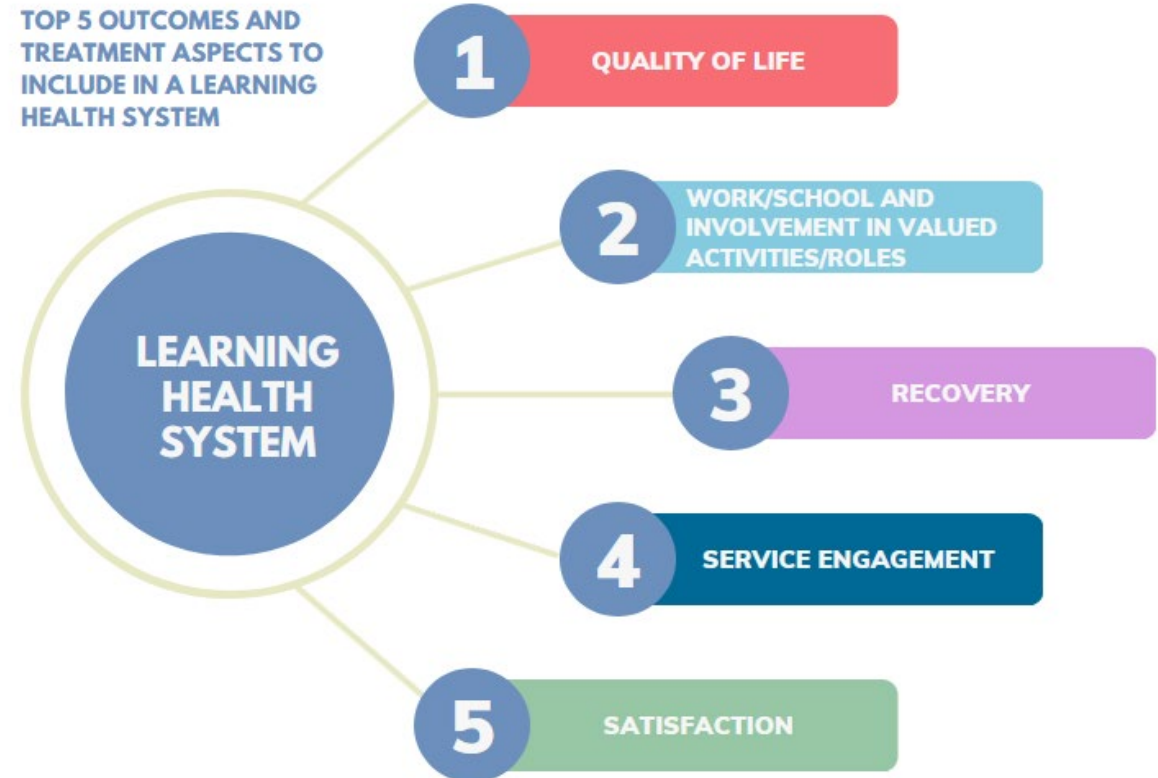 TOP 5 OUTCOMES AND
TREATMENT ASPECTS TO
INCLUDE IN A LEARNING
HEALTH SYSTEM
LEARNING
HEALTH
SYSTEM
1
QUALITY OF LIFE
2
WORK/SCHOOL AND
INVOLVEMENT IN VALUED
ACTIVITIES/ROLES
3
RECOVERY
4
SERVICE ENGAGEMENT
5
SATISFACTION